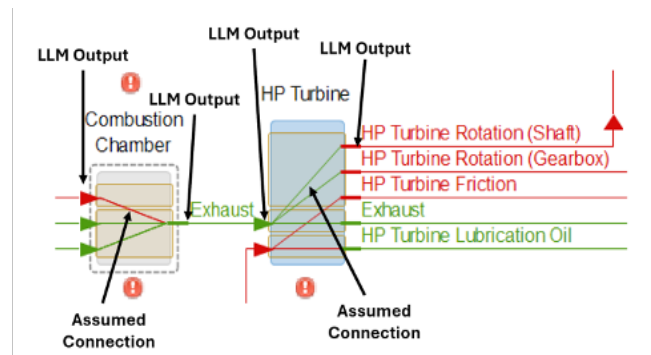 LLM Output
LLM Output
LLM Output
HP Turbine
LLM Output
Combustion
Chamber
HP Turbine Rotation (Shaft)
HP Turbine Rotation (Gearbox)
HP Turbine Friction
Exhaust
Exhaust
HP Turbine Lubrication Oil
Assumed
Connection
Assumed
Connection